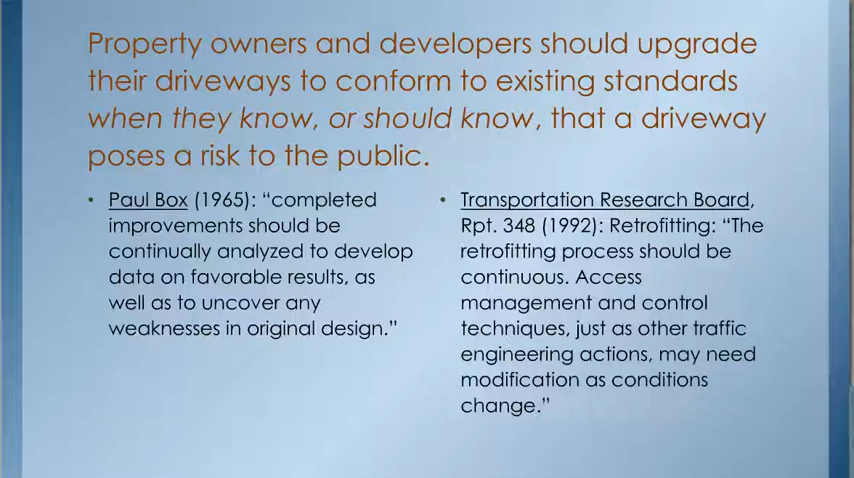 Property owners and developers should upgrade
their driveways to conform to existing standards
when they know, or should know, that a driveway
poses a risk to the public.
• Paul Box (1965): “completed
improvements should be
continually analyzed to develop
data on favorable results, as
well as to uncover any
weaknesses in original design.”
• Transportation Research Board,
Rpt. 348 (1992): Retrofitting: “The
retrofitting process should be
continuous. Access
management and control
techniques, just as other traffic
engineering actions, may need
modification as conditions
change.”